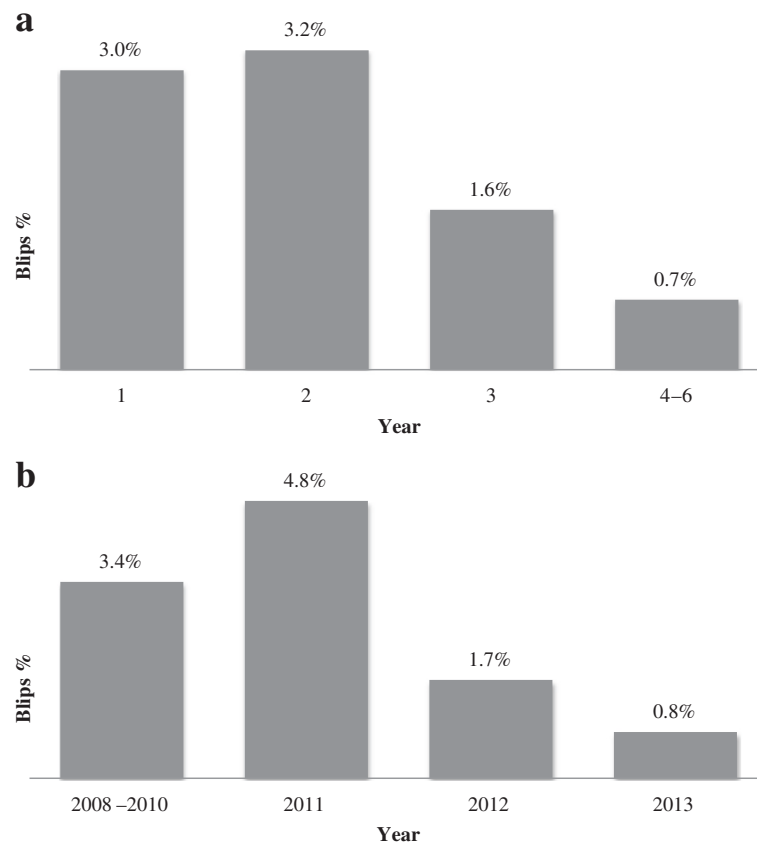 a
3.0%
3.2%
1.6%
0.7%
Blips %
1
2
3
4–6
Year
b
3.4%
4.8%
1.7%
0.8%
Blips %
2008 –2010
2011
2012
2013
Year